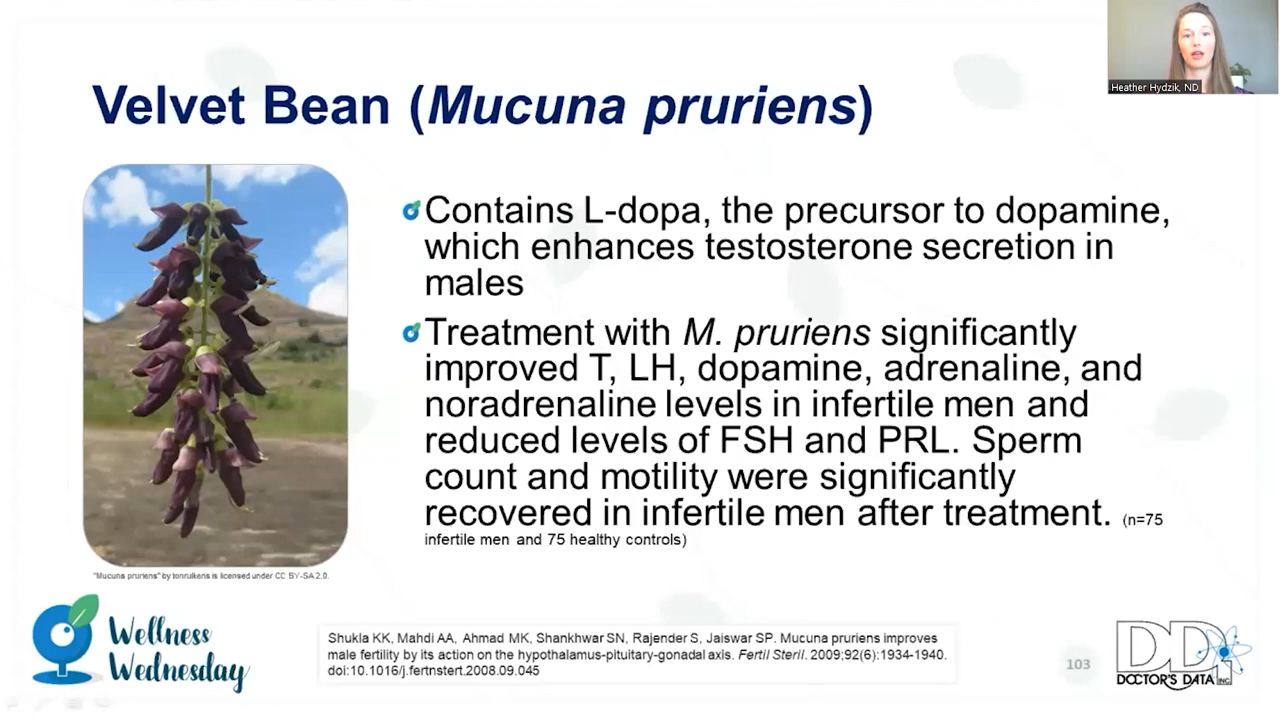 Heather Hydzik, ND
Velvet Bean (Mucuna pruriens)
Contains L-dopa, the precursor to dopamine,
which enhances testosterone secretion in
males
Treatment with M. pruriens significantly
improved T, LH, dopamine, adrenaline, and
noradrenaline levels in infertile men and
reduced levels of FSH and PRL. Sperm
count and motility were significantly
recovered in infertile men after treatment. (n=75
infertile men and 75 healthy controls)
"Mucuna pruriens" by tonrulkens is licensed under CC BY-SA 2.0.
Wellness
Wednesday
Shukla KK, Mahdi AA, Ahmad MK, Shankhwar SN, Rajender S, Jaiswar SP. Mucuna pruriens improves
male fertility by its action on the hypothalamus-pituitary-gonadal axis. Fertil Steril. 2009;92(6):1934-1940.
doi:10.1016/j.fertnstert.2008.09.045
103
DDI
DOCTOR'S DATA INC.